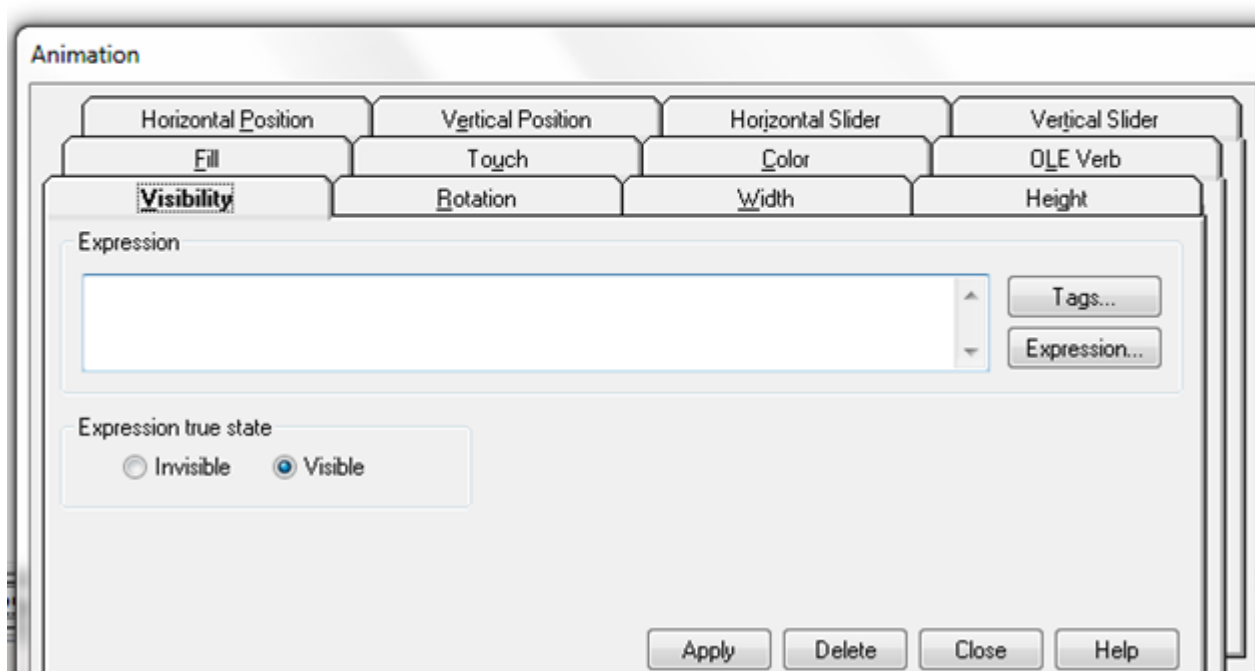 Animation
Horizontal Position Vertical Position Horizontal Slider Vertical Slider
Fill Touch Color OLE Verb
Visibility Rotation Width Height
Expression
Tags...
Expression...
Expression true state
Invisible Visible
Apply Delete Close Help